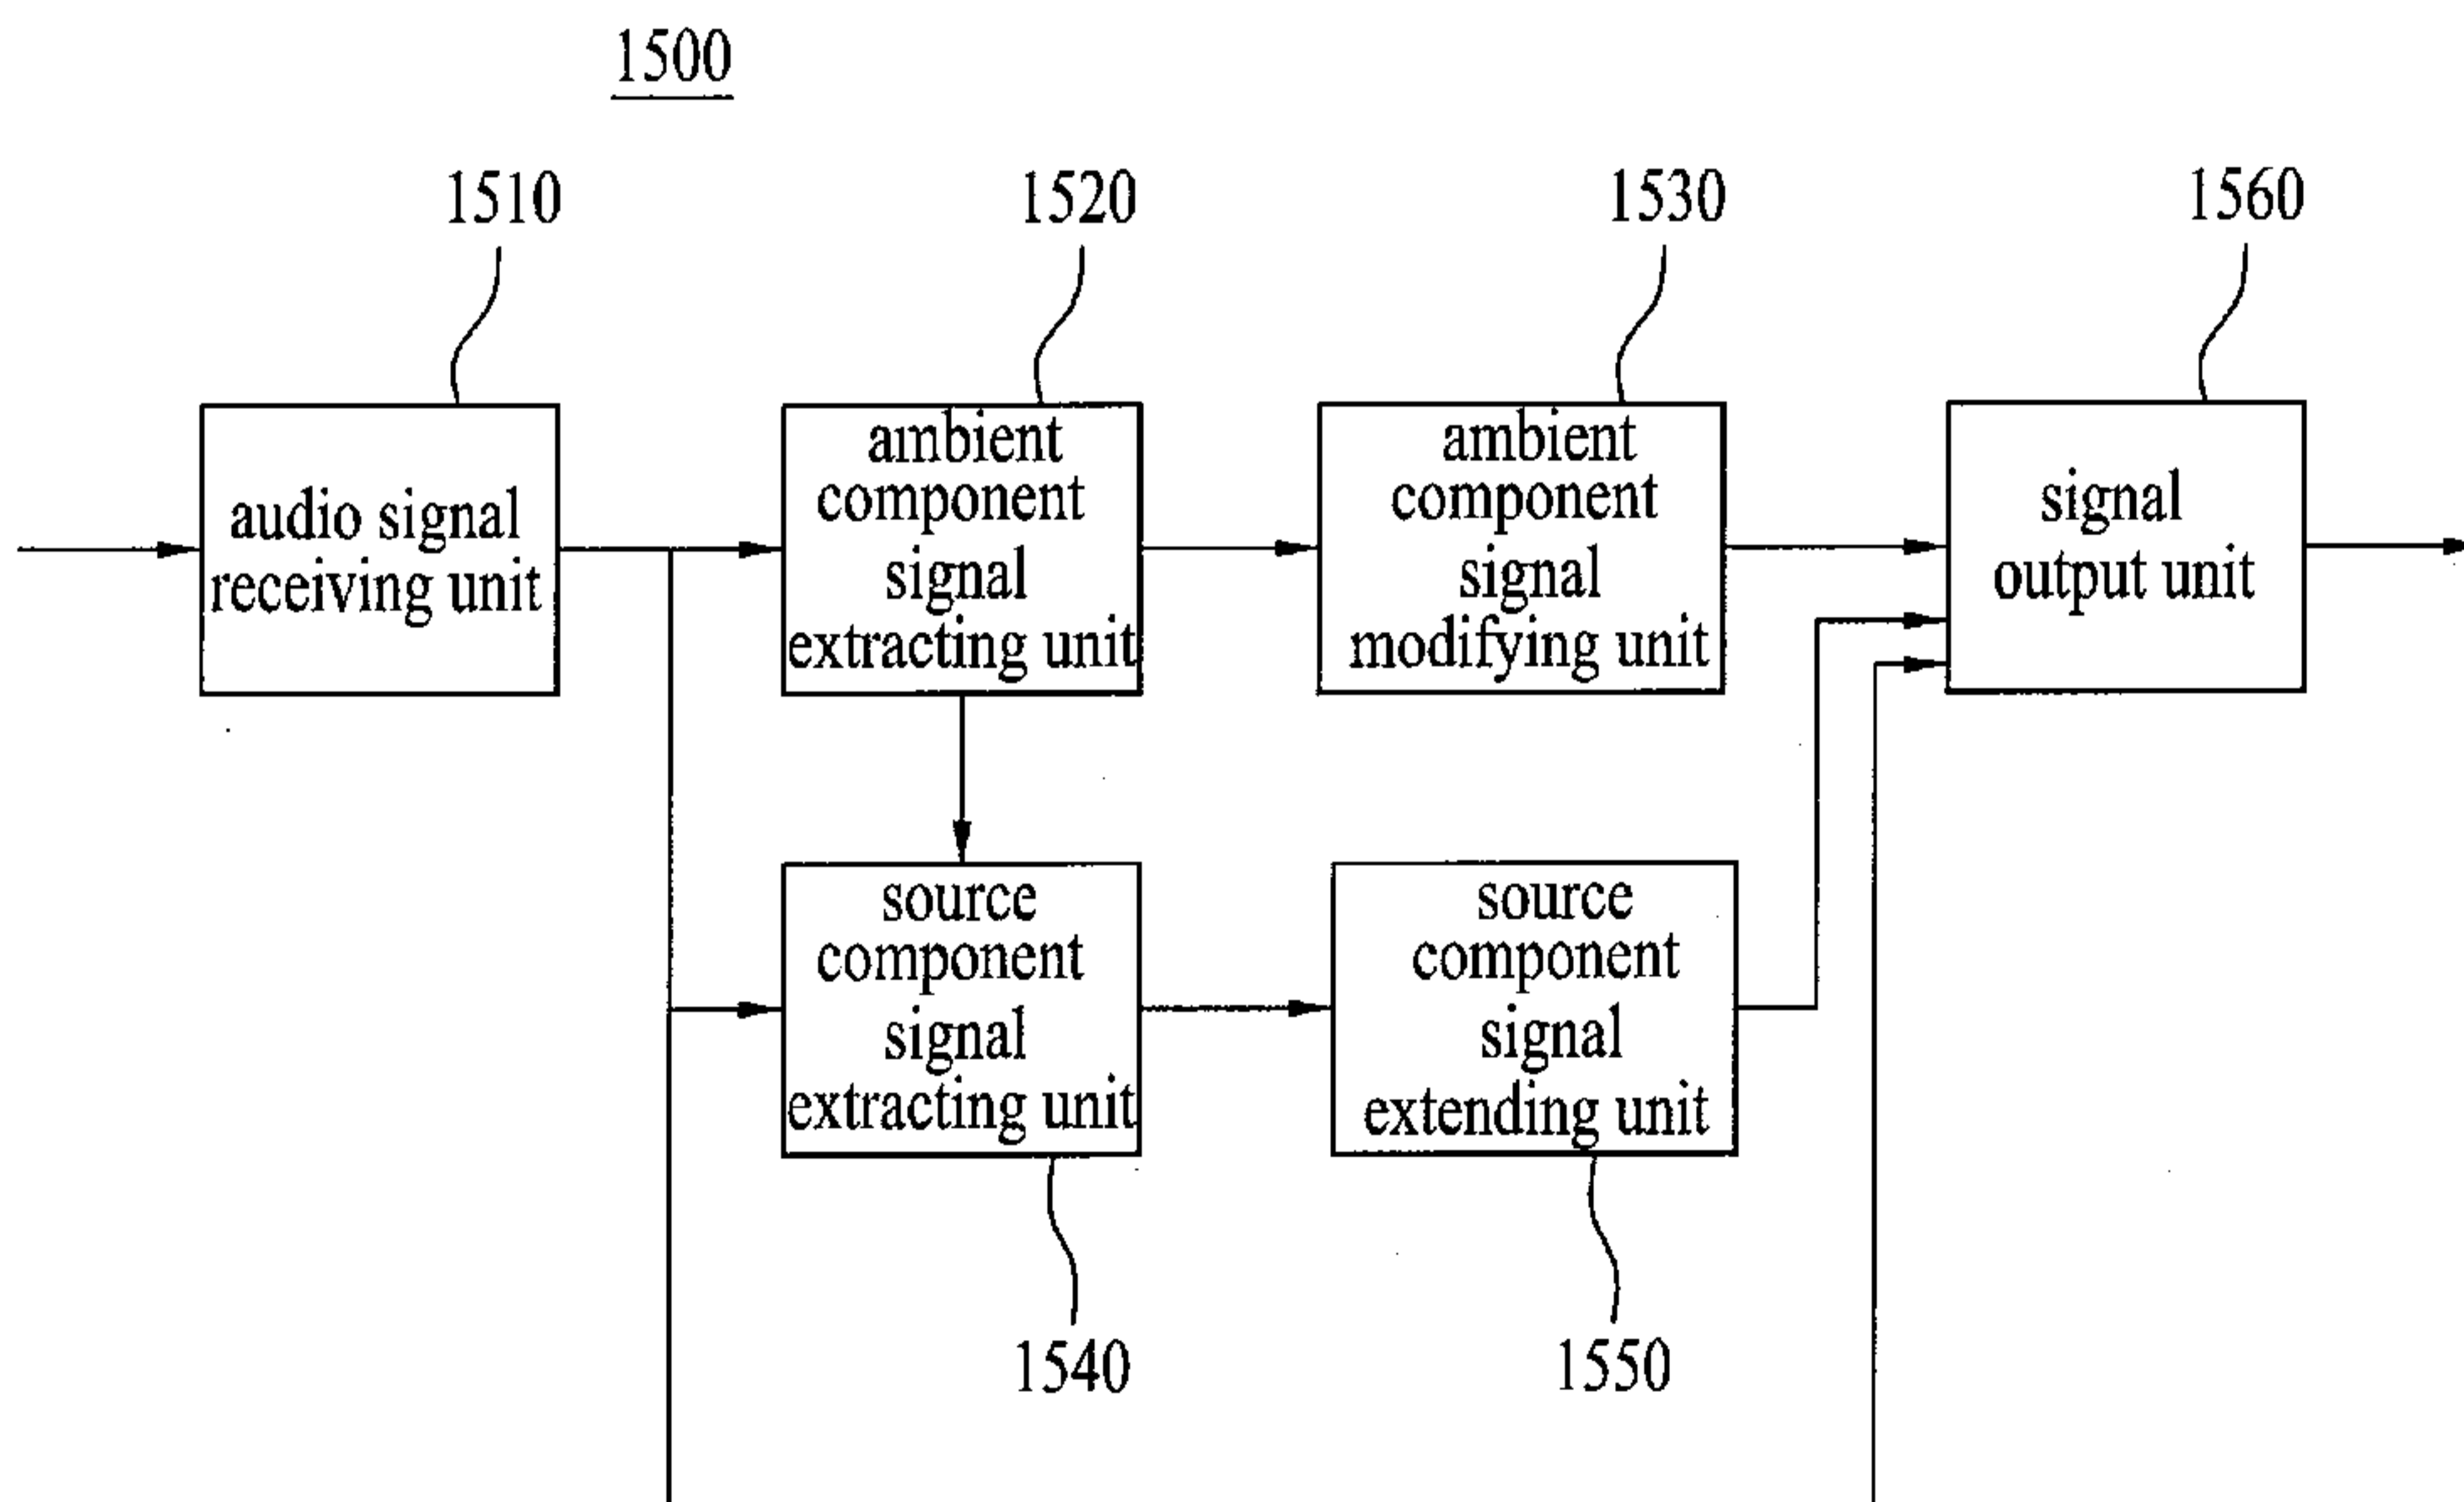 1500
1510
1520
1530
1560
audio signal
receiving unit
ambient
component
signal
extracting unit
ambient
component
signal
modifying unit
signal
output unit
source
component
signal
extracting unit
source
component
signal
extending unit
1540
1550